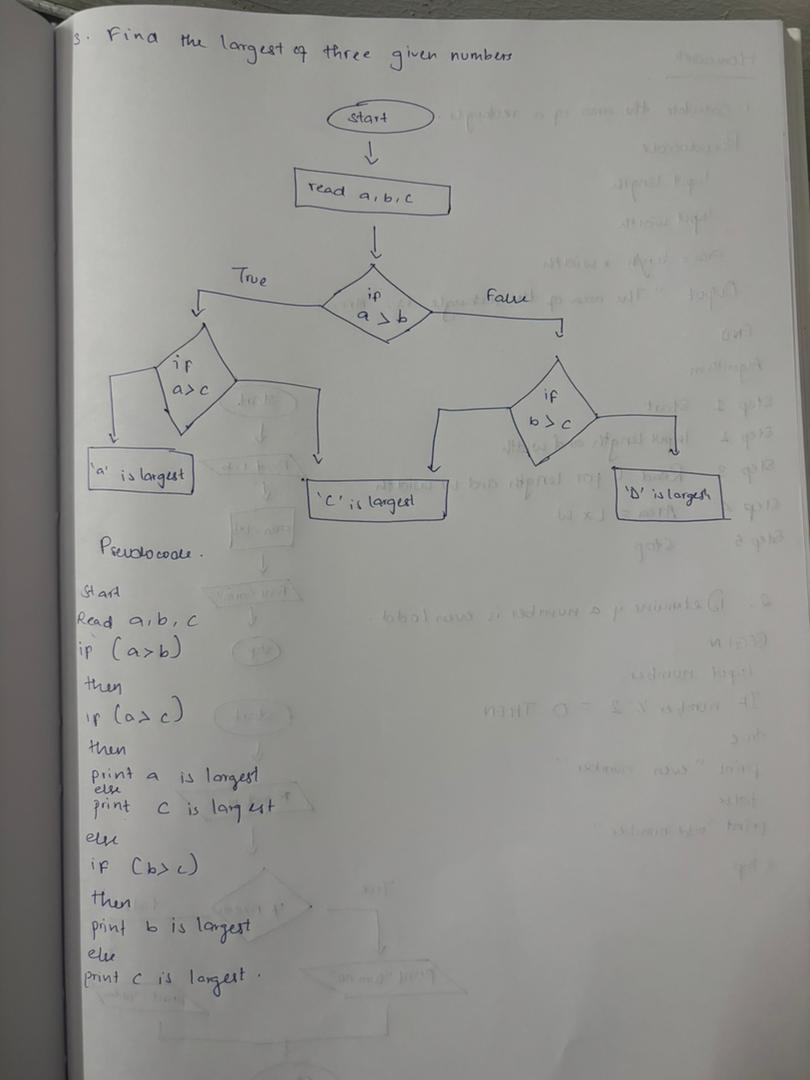 3. Find the largest of three given numbers
Start
read a, b, c
True
if
a > b
False
if
a > c
if
b > c
'a' is largest
'C' is largest
'D' is largest
Pseudocode.
Start
Read a, b, c
if (a > b)
then
if (a > c)
then
print a is largest
else
print c is largest
else
if (b > c)
then
print b is largest
else
print c is largest.